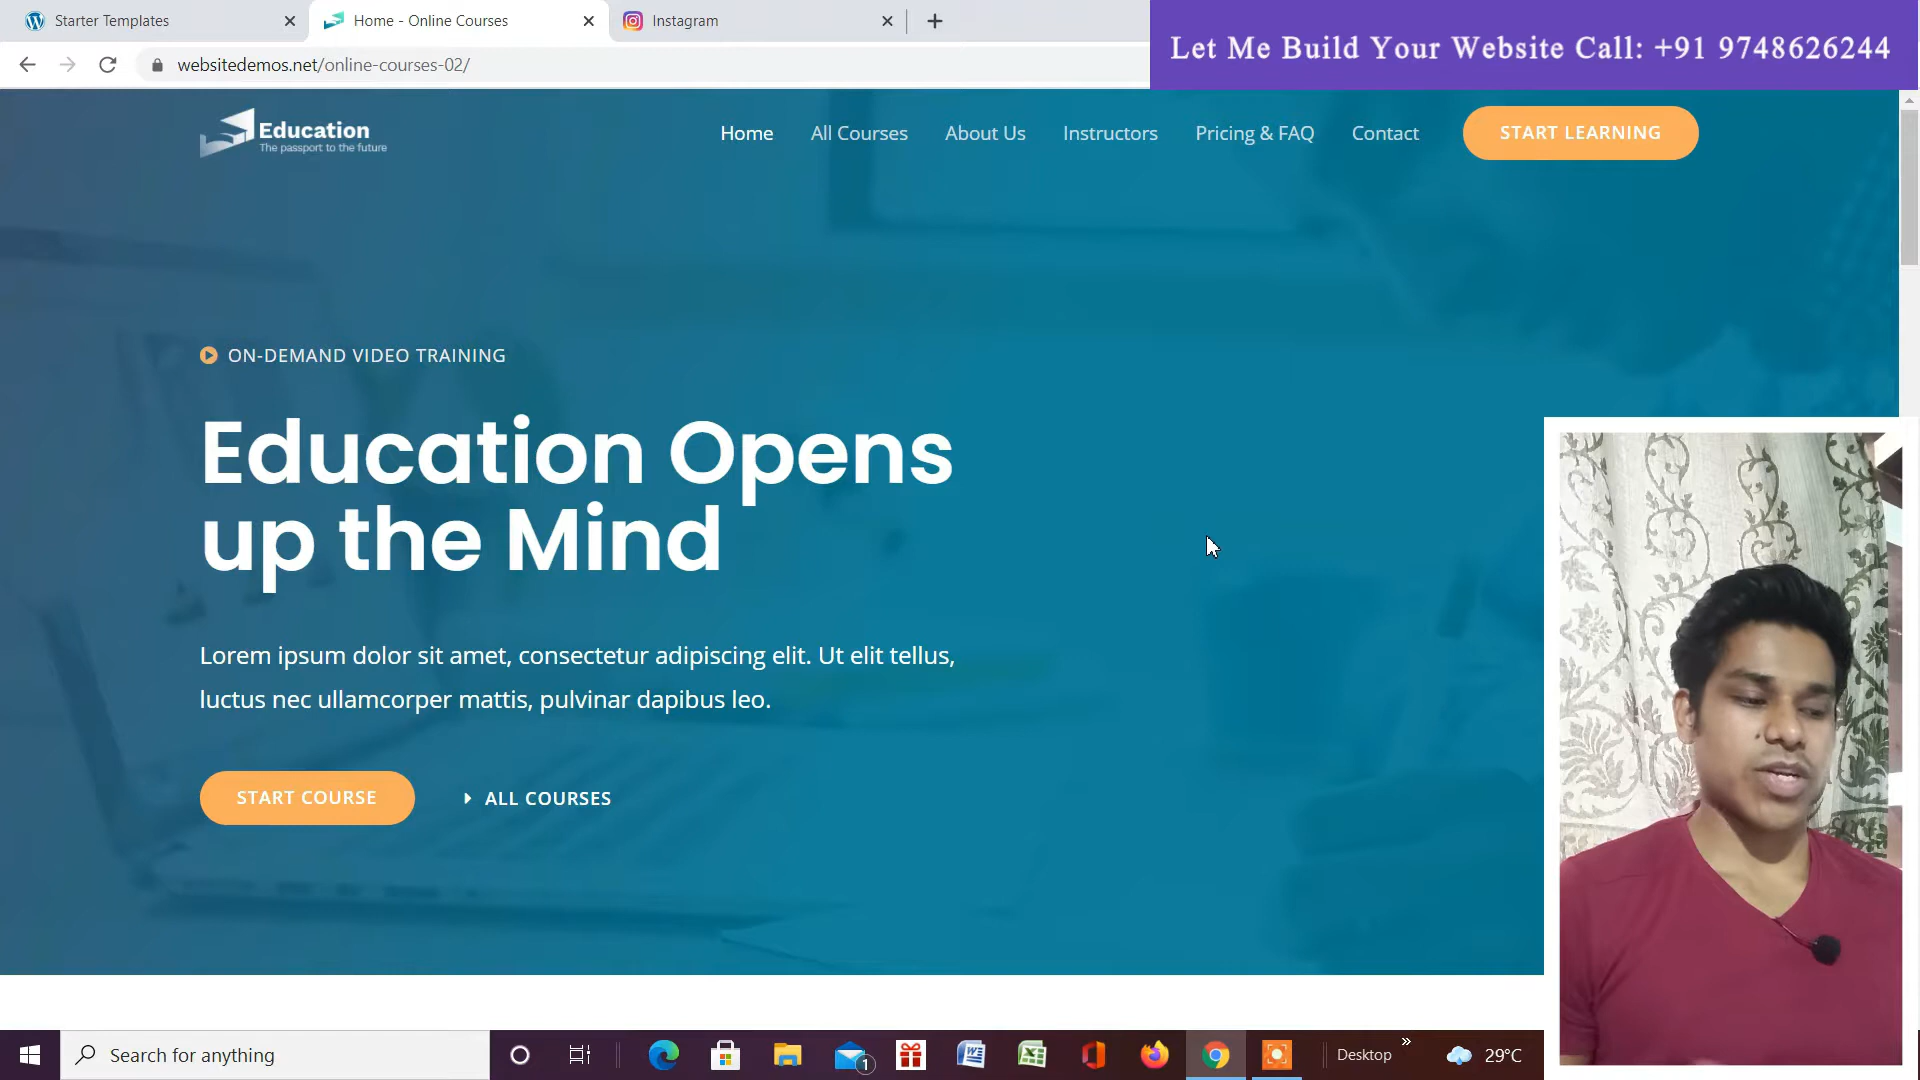 Starter Templates
Home - Online Courses
Instagram
Let Me Build Your Website Call: +91 9748626244
websitedemos.net/online-courses-02/
Education
The passport to the future
Home
All Courses
About Us
Instructors
Pricing & FAQ
Contact
START LEARNING
ON-DEMAND VIDEO TRAINING
Education Opens
up the Mind
Lorem ipsum dolor sit amet, consectetur adipiscing elit. Ut elit tellus,
luctus nec ullamcorper mattis, pulvinar dapibus leo.
START COURSE
ALL COURSES
Search for anything
1
Desktop
29°C